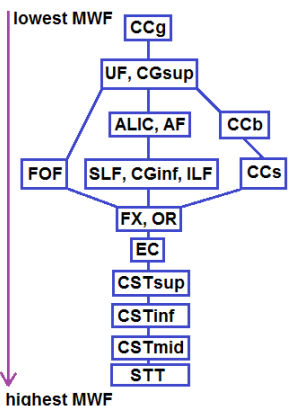 lowest MWF
CCg
UF, CGsup
ALIC, AF
CCb
FOF
SLF, CGinf, ILF
CCs
FX, OR
EC
CSTsup
CSTinf
CSTmid
STT
highest MWF